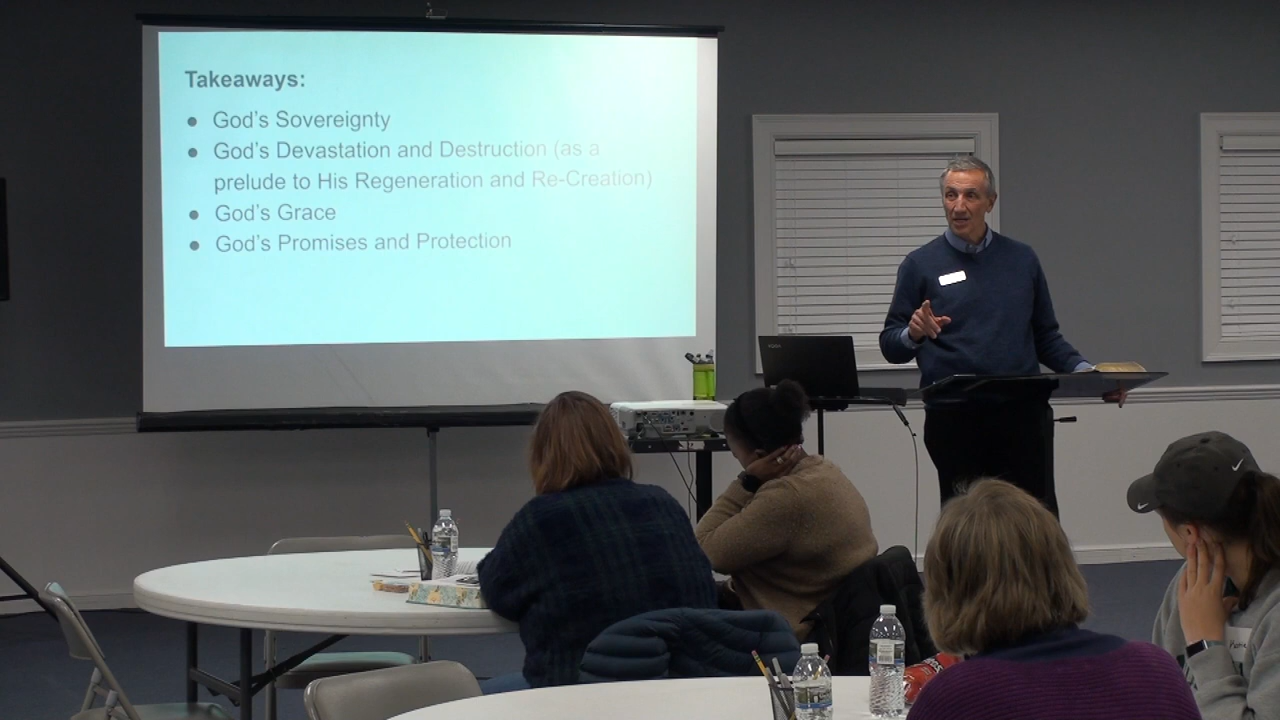 Takeaways:
● God's Sovereignty
● God's Devastation and Destruction (as a
prelude to His Regeneration and Re-Creation)
● God's Grace
● God's Promises and Protection